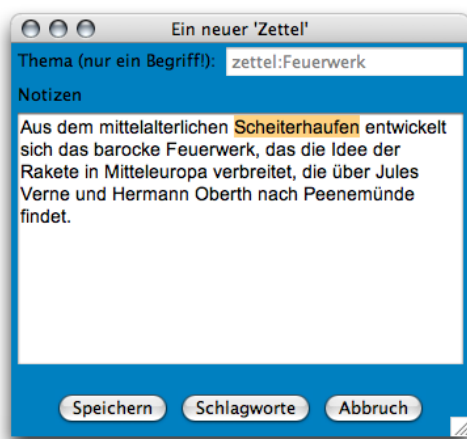 Ein neuer 'Zettel'
Thema (nur ein Begriff!): zettel:Feuerwerk
Notizen
Aus dem mittelalterlichen Scheiterhaufen entwickelt
sich das barocke Feuerwerk, das die Idee der
Rakete in Mitteleuropa verbreitet, die über Jules
Verne und Hermann Oberth nach Peenemünde
findet.
Speichern Schlagworte Abbruch